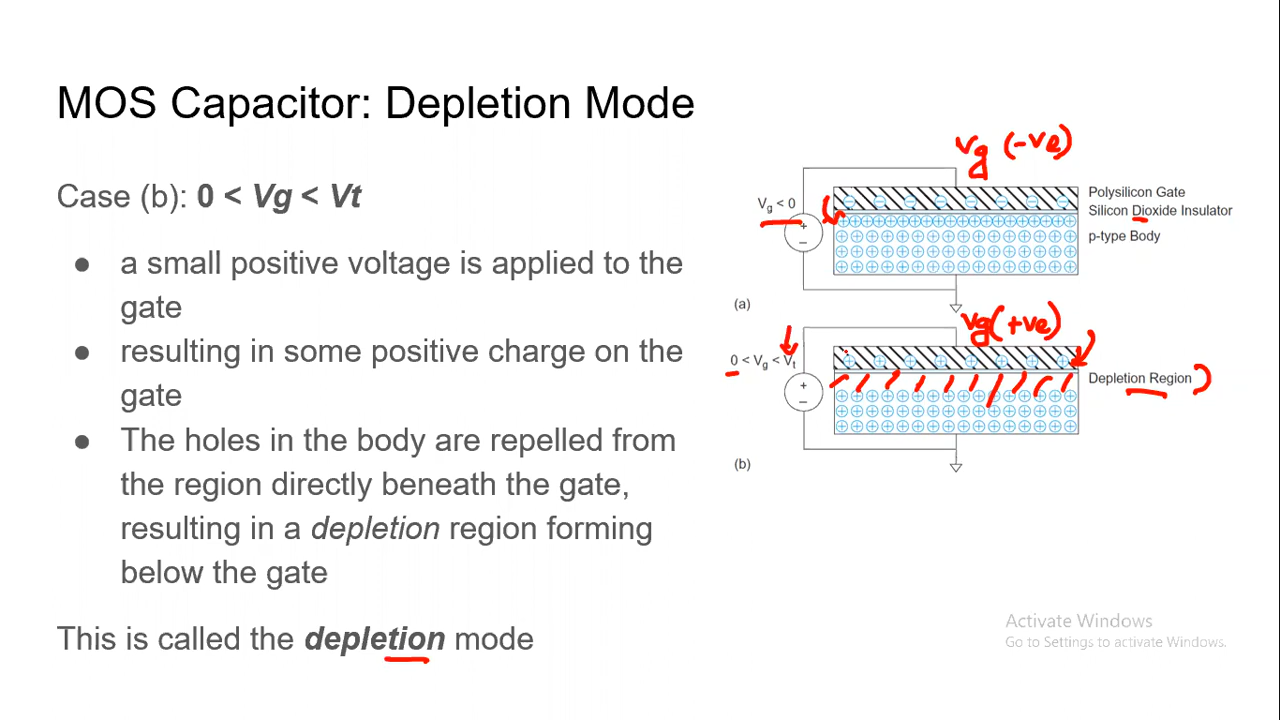 MOS Capacitor: Depletion Mode
Case (b): 0 < Vg < Vt
● a small positive voltage is applied to the
gate
● resulting in some positive charge on the
gate
● The holes in the body are repelled from
the region directly beneath the gate,
resulting in a depletion region forming
below the gate
This is called the depletion mode
Vg (-ve)
Vg < 0
Polysilicon Gate
Silicon Dioxide Insulator
p-type Body
(a)
Vg (+ve)
0 < Vg < Vt
Depletion Region
(b)
Activate Windows
Go to Settings to activate Windows.